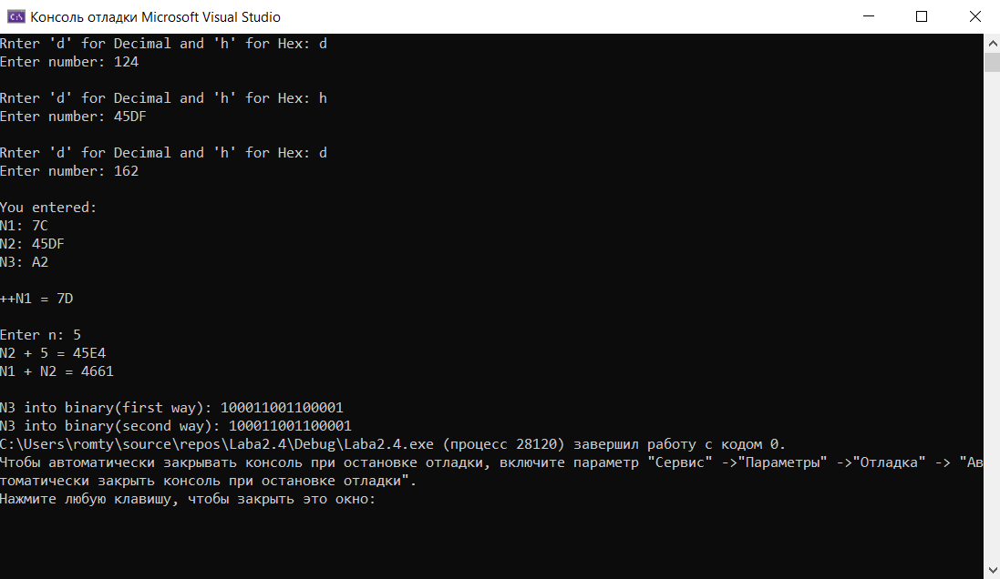 Консоль отладки Microsoft Visual Studio
Rnter 'd' for Decimal and 'h' for Hex: d
Enter number: 124
Rnter 'd' for Decimal and 'h' for Hex: h
Enter number: 45DF
Rnter 'd' for Decimal and 'h' for Hex: d
Enter number: 162
You entered:
N1: 7C
N2: 45DF
N3: A2
++N1 = 7D
Enter n: 5
N2 + 5 = 45E4
N1 + N2 = 4661
N3 into binary(first way): 100011001100001
N3 into binary(second way): 100011001100001
C:\Users\romty\source\repos\Laba2.4\Debug\Laba2.4.exe (процесс 28120) завершил работу с кодом 0.
Чтобы автоматически закрывать консоль при остановке отладки, включите параметр "Сервис" ->"Параметры" ->"Отладка" -> "Ав
томатически закрыть консоль при остановке отладки".
Нажмите любую клавишу, чтобы закрыть это окно: